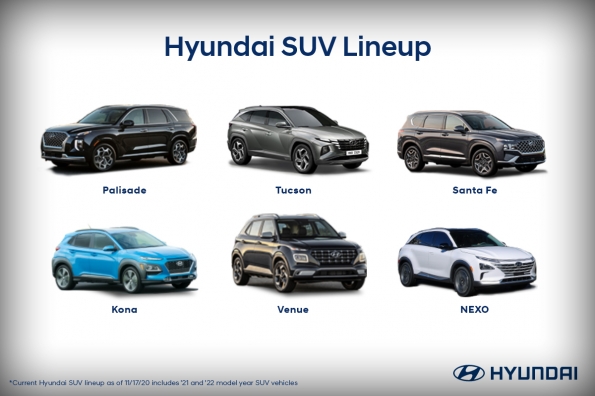 Hyundai SUV Lineup
Palisade
Tucson
Santa Fe
Kona
Venue
NEXO
HYUNDAI
*Current Hyundai SUV lineup as of 11/17/20 includes '21 and '22 model year SUV vehicles